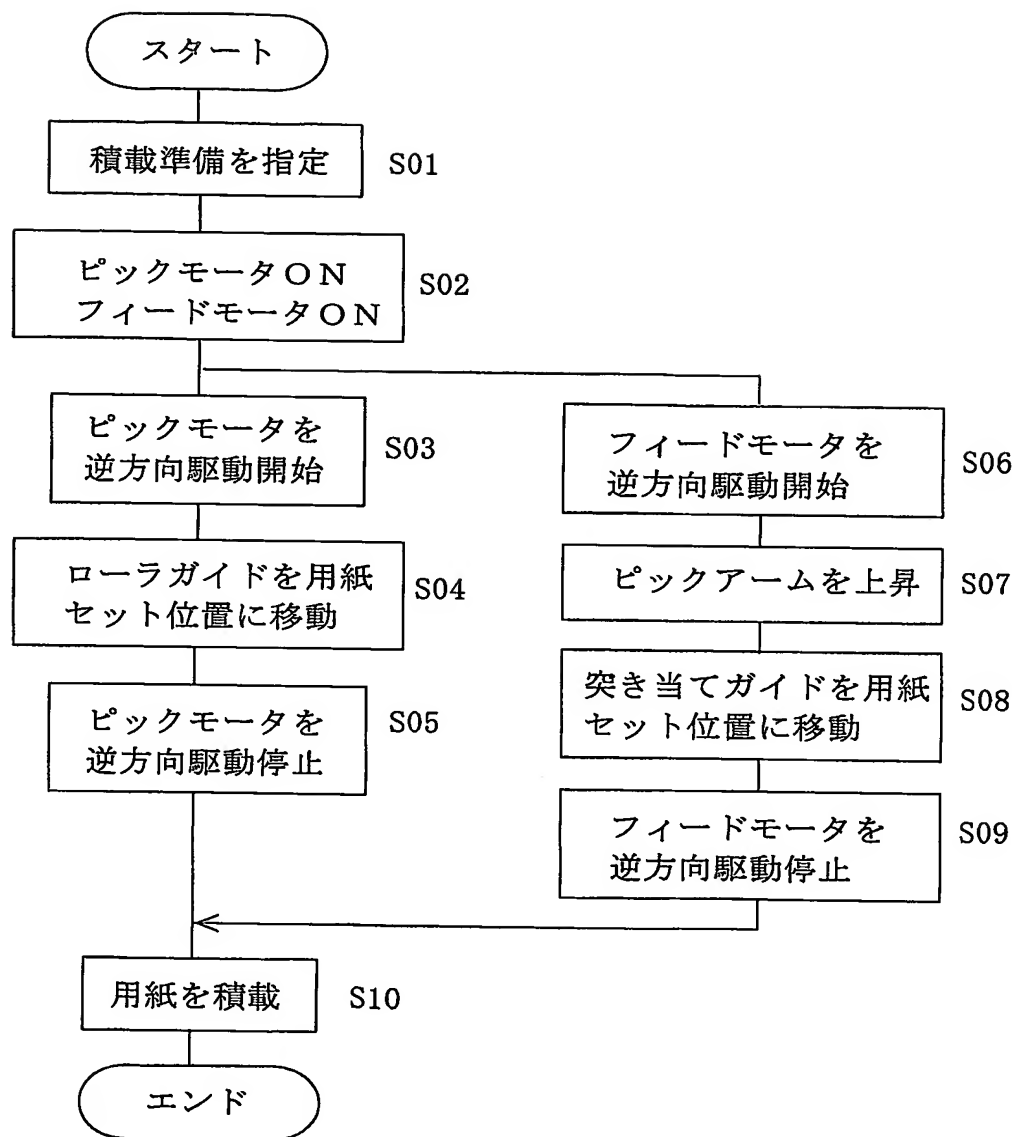 スタート
積載準備を指定
S01
ピックモータON
フィードモータON
S02
ピックモータを
逆方向駆動開始
S03
ローラガイドを用紙
セット位置に移動
S04
ピックモータを
逆方向駆動停止
S05
フィードモータを
逆方向駆動開始
S06
ピックアームを上昇
S07
突き当てガイドを用紙
セット位置に移動
S08
フィードモータを
逆方向駆動停止
S09
用紙を積載
S10
エンド